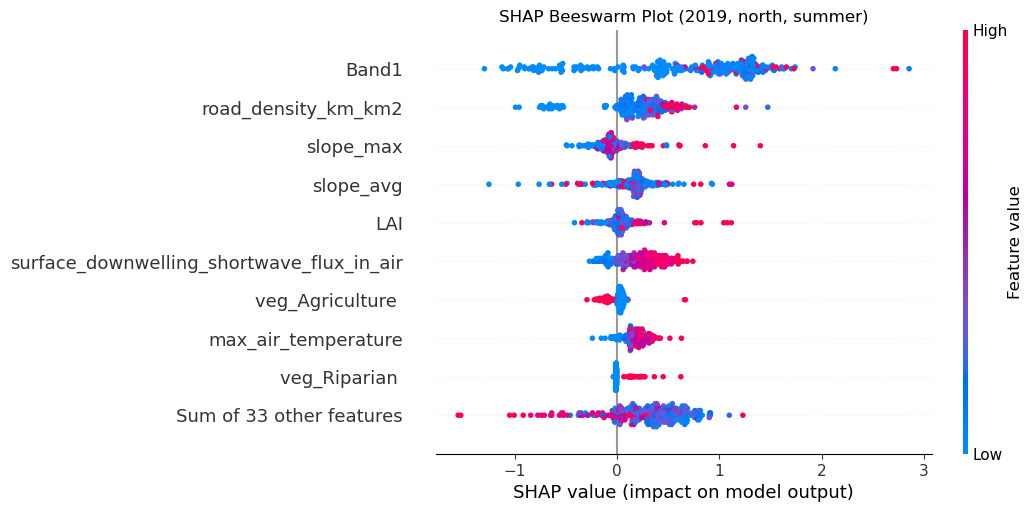 SHAP Beeswarm Plot (2019, north, summer)
High
Band1
road_density_km_km2
slope_max
slope_avg
LAI
surface_downwelling_shortwave_flux_in_air
veg_Agriculture
max_air_temperature
veg_Riparian
Sum of 33 other features
Feature value
Low
−1
0
1
2
3
SHAP value (impact on model output)